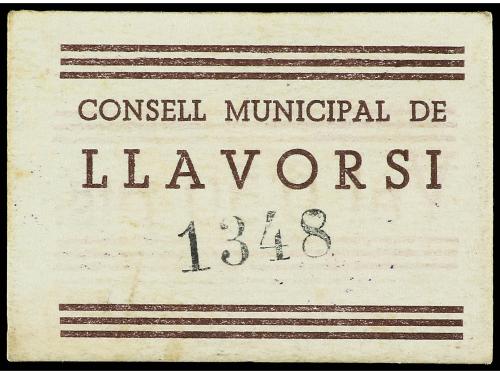 CONSELL MUNICIPAL DE
LLAVORSI
1348